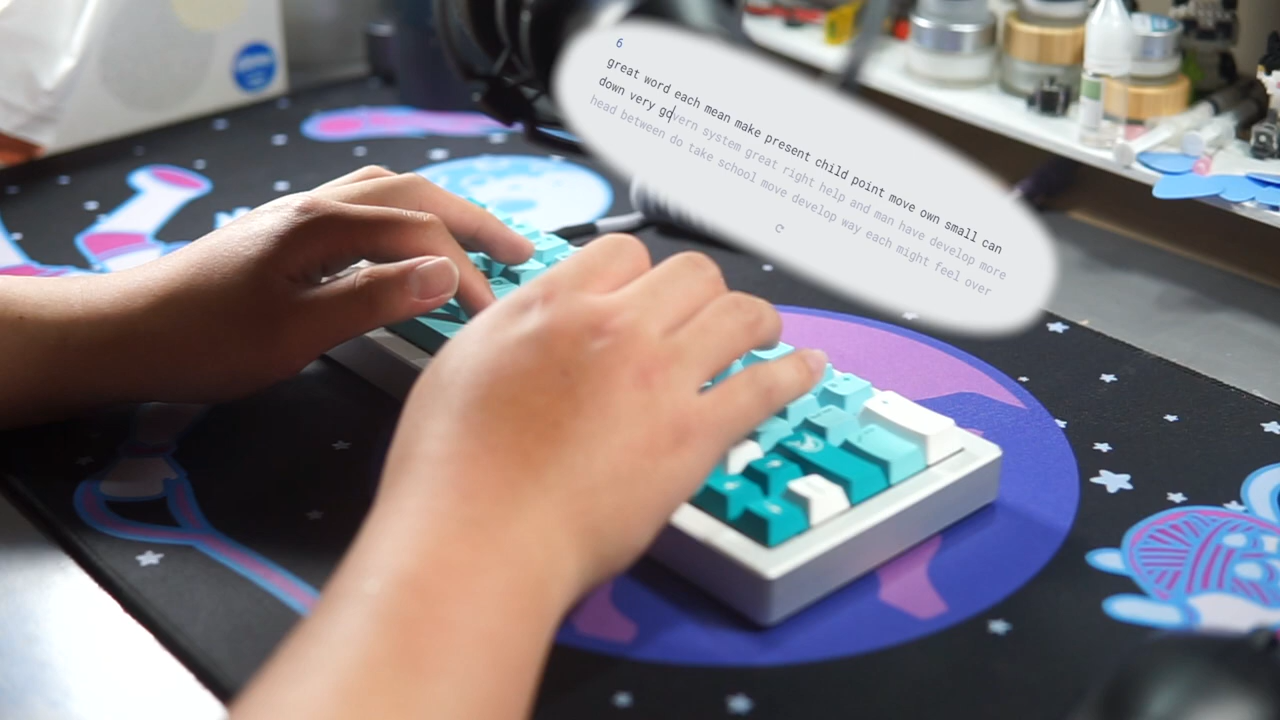 6
great word each mean make present child point move own small can
down very govern system great right help and man have develop more
head between do take school move develop way each might feel over